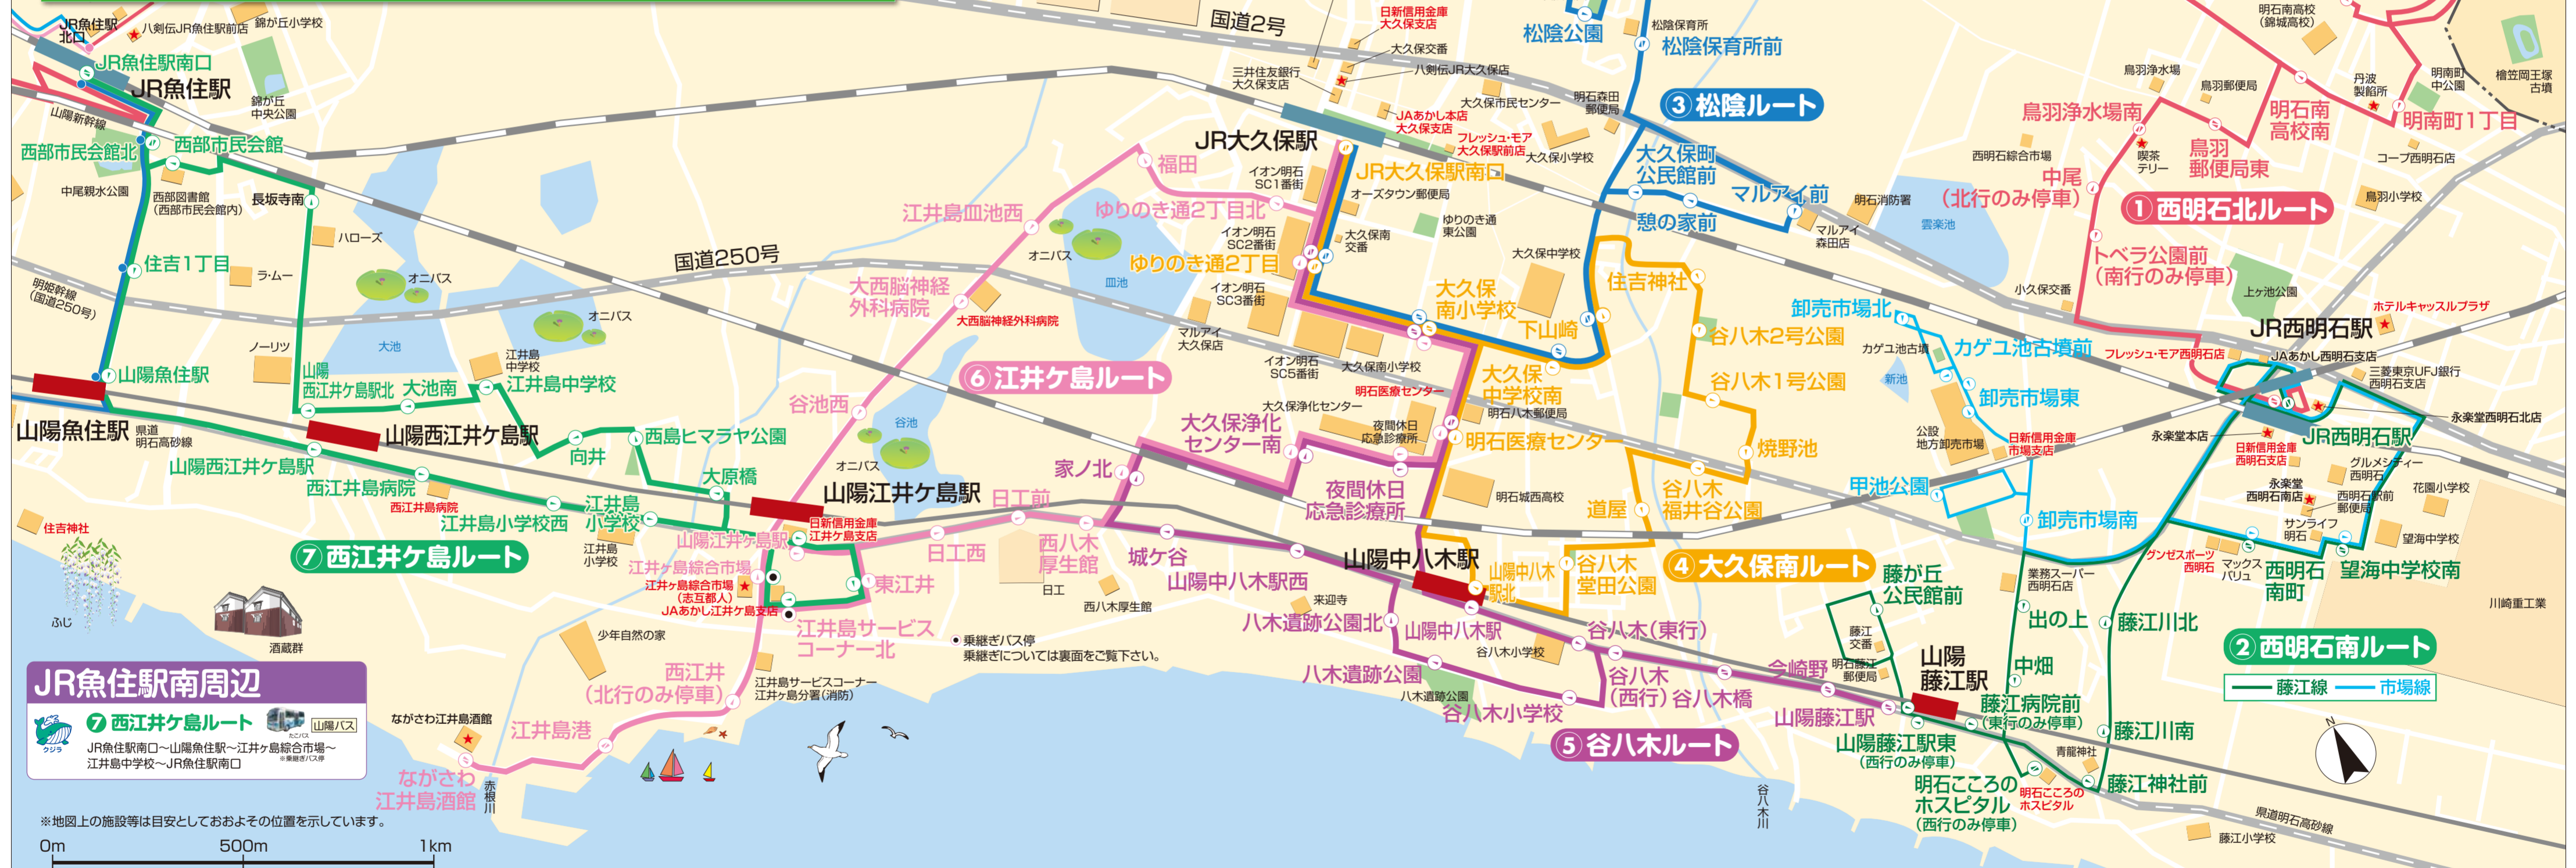 JR魚住駅
北口
八剣伝JR魚住駅前店
錦が丘小学校
JR魚住駅南口
JR魚住駅
錦が丘
中央公園
山陽新幹線
西部市民会館北
西部市民会館
中尾親水公園
西部図書館
(西部市民会館内)
長坂寺南
ハローズ
住吉1丁目
ラ・ムー
オニバス
明姫幹線
(国道250号)
オニバス
ノーリツ
大池
江井島
中学校
山陽魚住駅
山陽
西江井ケ島駅北
大池南
江井島中学校
山陽魚住駅
県道
明石高砂線
山陽西江井ケ島駅
向井
西島ヒマラヤ公園
山陽西江井ケ島駅
西江井島病院
西江井島病院
大原橋
江井島小学校西
江井島
小学校
住吉神社
⑦西江井ケ島ルート
江井島
小学校
ふじ
酒蔵群
少年自然の家
JR魚住駅南周辺
クジラ
⑦西江井ケ島ルート
たこバス
山陽バス
JR魚住駅南口〜山陽魚住駅〜江井ヶ島綜合市場〜
※乗継ぎバス停
江井島中学校〜JR魚住駅南口
ながさわ江井島酒館
江井島港
ながさわ
江井島酒館
赤根川
※地図上の施設等は目安としておおよその位置を示しています。
0m
500m
1km
国道2号
国道250号
日新信用金庫
大久保支店
大久保交番
三井住友銀行
大久保支店
八剣伝JR大久保店
大久保市民センター
JAあかし本店
大久保支店
フレッシュ・モア
大久保駅前店
大久保小学校
JR大久保駅
JR大久保駅南口
福田
イオン明石
SC1番街
オーズタウン郵便局
江井島皿池西
ゆりのき通2丁目北
イオン明石
SC2番街
大久保南
交番
ゆりのき通
東公園
オニバス
皿池
ゆりのき通2丁目
イオン明石
SC3番街
大西脳神経
外科病院
大西脳神経外科病院
マルアイ
大久保店
イオン明石
SC5番街
大久保南小学校
大久保
南小学校
大久保中学校
下山崎
⑥江井ケ島ルート
谷池西
谷池
オニバス
明石医療センター
大久保浄化センター
大久保浄化
センター南
夜間休日
応急診療所
大久保
中学校南
明石八木郵便局
明石医療センター
家ノ北
夜間休日
応急診療所
明石城西高校
山陽江井ケ島駅
日新信用金庫
江井ケ島支店
山陽江井ケ島駅
日工前
日工西
西八木
厚生館
日工
西八木厚生館
江井ケ島綜合市場
江井ケ島綜合市場
(志互都人)
JAあかし江井ケ島支店
東江井
江井島サービス
コーナー北
西江井
(北行のみ停車)
江井島サービスコーナー
江井ヶ島分署(消防)
乗継ぎバス停
乗継ぎについては裏面をご覧下さい。
城ケ谷
山陽中八木駅西
来迎寺
山陽中八木駅
山陽中八木
駅北
八木遺跡公園北
山陽中八木駅
八木遺跡公園
八木遺跡公園
谷八木小学校
谷八木小学校
谷八木(東行)
谷八木
(西行)
谷八木橋
今崎野
⑤谷八木ルート
谷八木川
松陰公園
松陰保育所
松陰保育所前
③松陰ルート
明石森田
郵便局
大久保町
公民館前
憩の家前
マルアイ前
マルアイ
森田店
明石消防署
雲楽池
住吉神社
谷八木2号公園
谷八木1号公園
焼野池
谷八木
福井谷公園
道屋
谷八木
堂田公園
④大久保南ルート
卸売市場北
カゲユ池古墳
カゲユ池古墳前
新池
卸売市場東
公設
地方卸売市場
日新信用金庫
市場支店
甲池公園
卸売市場南
業務スーパー
西明石店
藤が丘
公民館前
藤江
交番
明石藤江
郵便局
山陽
藤江駅
山陽藤江駅
山陽藤江駅東
(西行のみ停車)
出の上
中畑
藤江病院前
(東行のみ停車)
藤江川北
藤江川南
青龍神社
藤江神社前
明石こころの
ホスピタル
(西行のみ停車)
明石こころの
ホスピタル
県道明石高砂線
藤江小学校
明石南高校
(錦城高校)
鳥羽浄水場
鳥羽郵便局
明石南
高校南
丹波
製餡所
明南町
中公園
檜笠岡王塚
古墳
明南町1丁目
コープ西明石店
鳥羽浄水場南
西明石綜合市場
喫茶
テリー
鳥羽
郵便局東
鳥羽小学校
中尾
(北行のみ停車)
①西明石北ルート
トベラ公園前
(南行のみ停車)
小久保交番
上ヶ池公園
ホテルキャッスルプラザ
JR西明石駅
フレッシュ・モア西明石店
JAあかし西明石支店
三菱東京UFJ銀行
西明石支店
永楽堂西明石北店
永楽堂本店
JR西明石駅
日新信用金庫
西明石支店
グルメシティー
西明石
永楽堂
西明石南店
西明石駅前
郵便局
花園小学校
サンライフ
明石
望海中学校
グンゼスポーツ
西明石
マックス
バリュ
西明石
南町
望海中学校南
川崎重工業
②西明石南ルート
藤江線
市場線
N